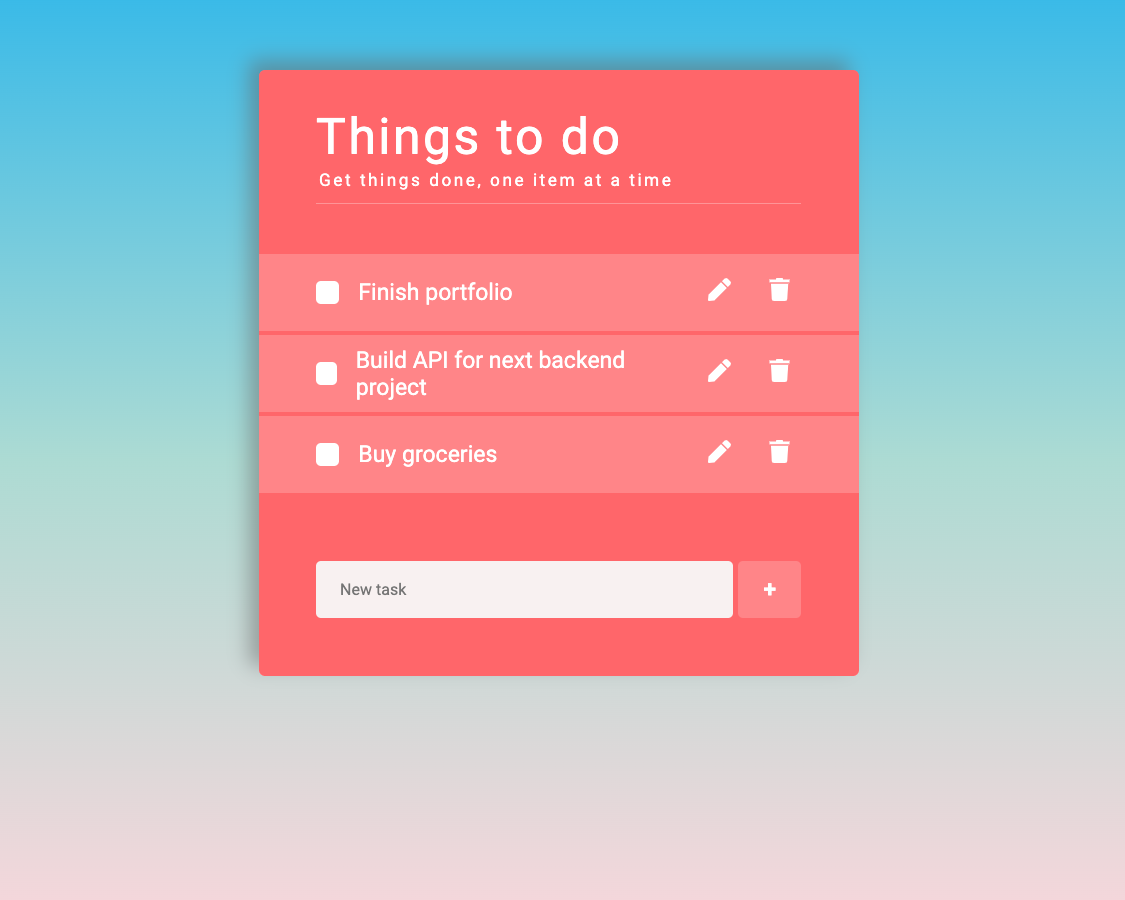 Things to do
Get things done, one item at a time
Finish portfolio
Build API for next backend
project
Buy groceries
New task
+